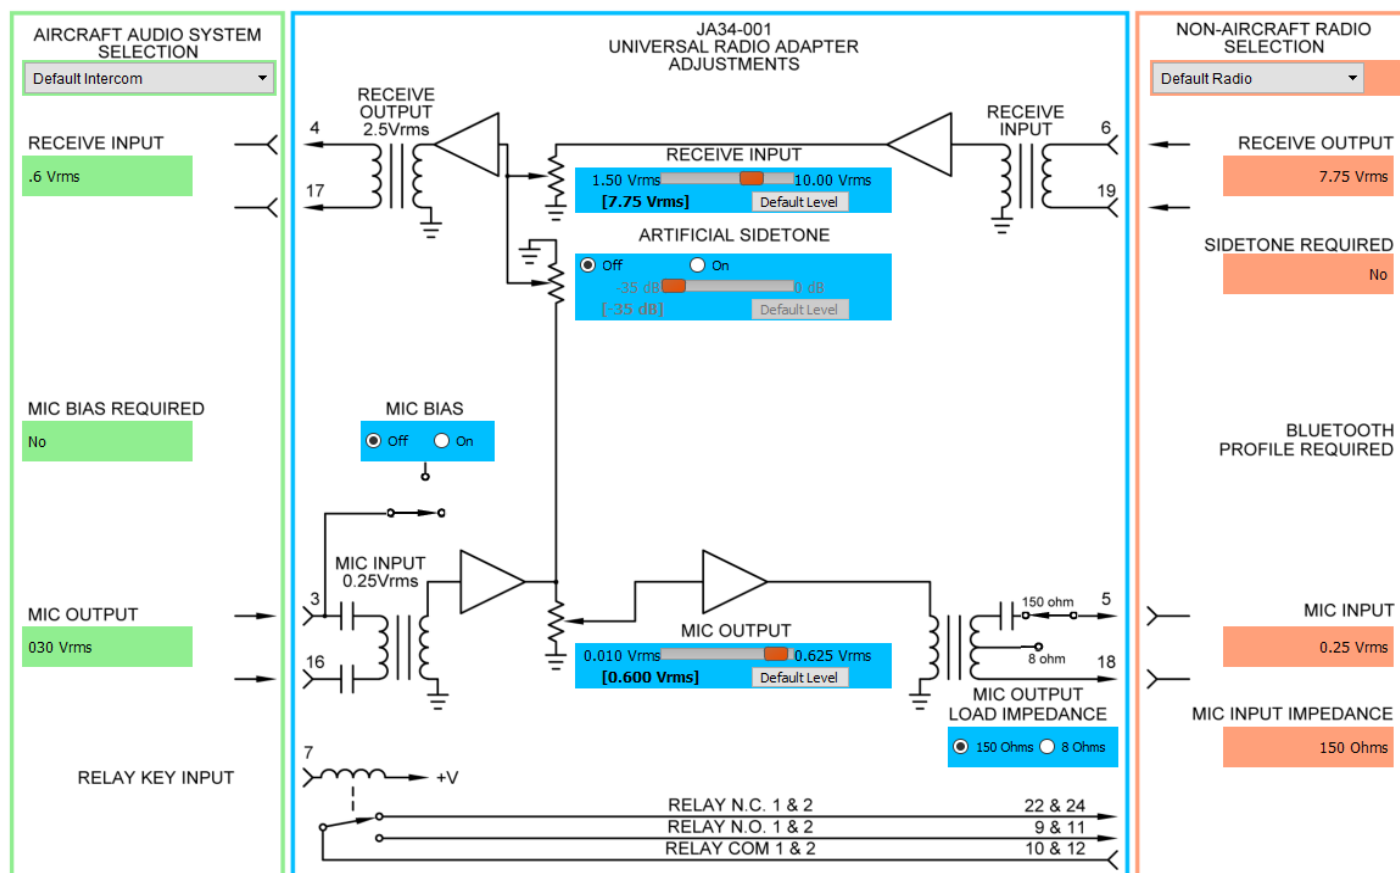 AIRCRAFT AUDIO SYSTEM
SELECTION
Default Intercom
RECEIVE INPUT
.6 Vrms
MIC BIAS REQUIRED
No
MIC OUTPUT
030 Vrms
RELAY KEY INPUT
JA34-001
UNIVERSAL RADIO ADAPTER
ADJUSTMENTS
RECEIVE
OUTPUT
2.5Vrms
4
17
RECEIVE
INPUT
6
19
RECEIVE INPUT
1.50 Vrms 10.00 Vrms
[7.75 Vrms] Default Level
ARTIFICIAL SIDETONE
Off On
-35 dB 0 dB
[-35 dB] Default Level
MIC BIAS
Off On
MIC INPUT
0.25Vrms
3
16
MIC OUTPUT
0.010 Vrms 0.625 Vrms
[0.600 Vrms] Default Level
150 ohm
8 ohm
5
18
MIC OUTPUT
LOAD IMPEDANCE
150 Ohms 8 Ohms
7
+V
RELAY N.C. 1 & 2 22 & 24
RELAY N.O. 1 & 2 9 & 11
RELAY COM 1 & 2 10 & 12
NON-AIRCRAFT RADIO
SELECTION
Default Radio
RECEIVE OUTPUT
7.75 Vrms
SIDETONE REQUIRED
No
BLUETOOTH
PROFILE REQUIRED
MIC INPUT
0.25 Vrms
MIC INPUT IMPEDANCE
150 Ohms